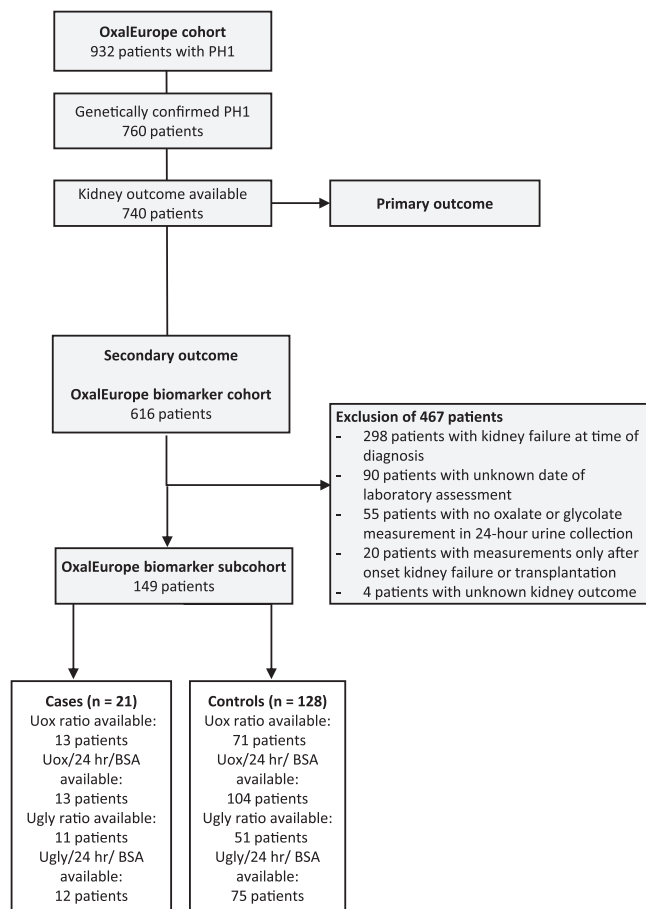 OxalEurope cohort
932 patients with PH1
Genetically confirmed PH1
760 patients
Kidney outcome available
740 patients
Primary outcome
Secondary outcome
OxalEurope biomarker cohort
616 patients
Exclusion of 467 patients
- 298 patients with kidney failure at time of
diagnosis
- 90 patients with unknown date of
laboratory assessment
- 55 patients with no oxalate or glycolate
measurement in 24-hour urine collection
- 20 patients with measurements only after
onset kidney failure or transplantation
- 4 patients with unknown kidney outcome
OxalEurope biomarker subcohort
149 patients
Cases (n = 21)
Uox ratio available:
13 patients
Uox/24 hr/BSA
available:
13 patients
Ugly ratio available:
11 patients
Ugly/24 hr/ BSA
available:
12 patients
Controls (n = 128)
Uox ratio available:
71 patients
Uox/24 hr/ BSA
available:
104 patients
Ugly ratio available:
51 patients
Ugly/24 hr/ BSA
available:
75 patients